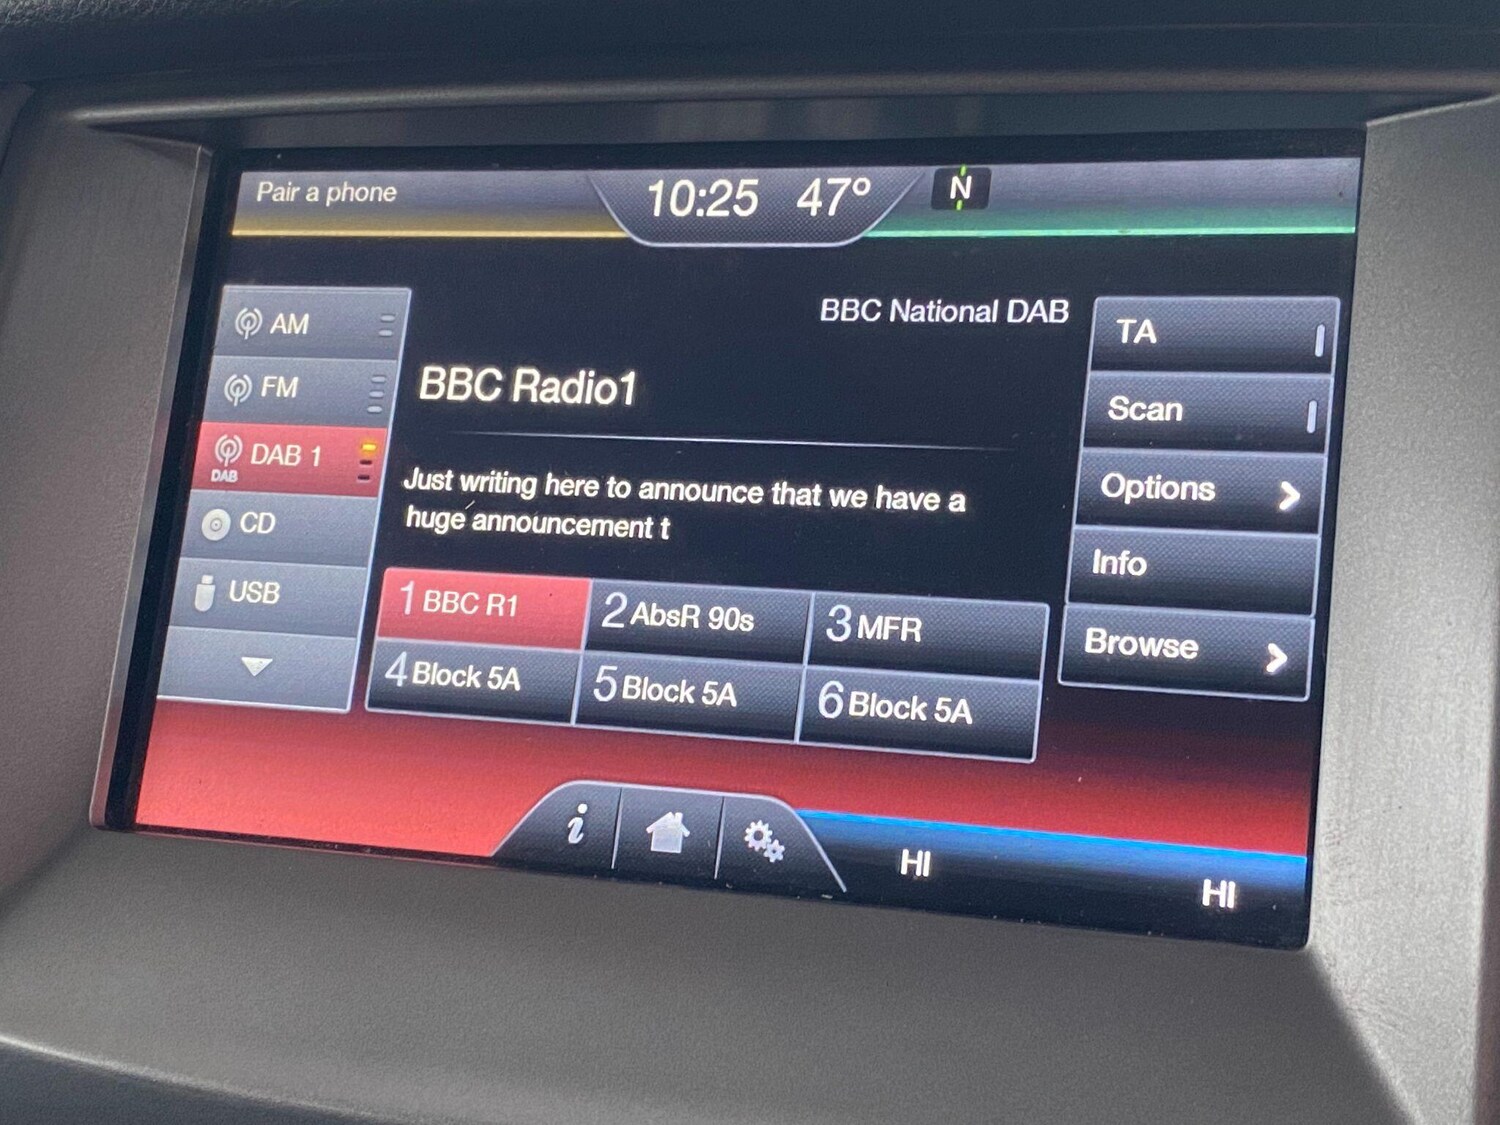 Pair a phone
10:25 47°
N
AM
FM
DAB 1
DAB
CD
USB
BBC National DAB
BBC Radio1
Just writing here to announce that we have a
huge announcement t
1 BBC R1
2 AbsR 90s
3 MFR
4 Block 5A
5 Block 5A
6 Block 5A
TA
Scan
Options
Info
Browse
i
HI
HI